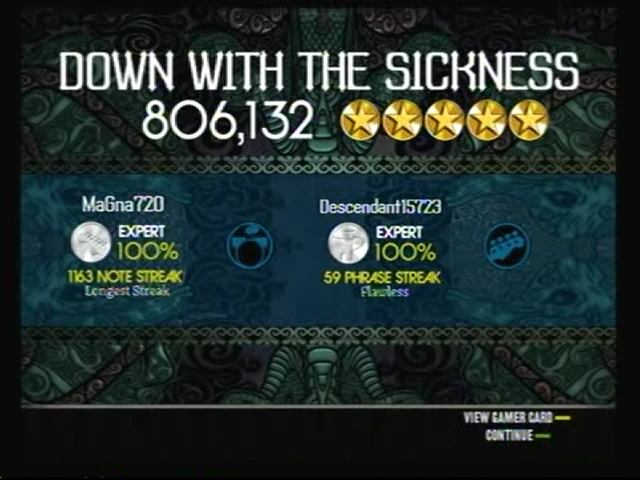 DOWN WITH THE SICKNESS
806,132
MaGna720
EXPERT
100%
1163 NOTE STREAK
Longest Streak
Descendant15723
EXPERT
100%
59 PHRASE STREAK
Flawless
VIEW GAMER CARD
CONTINUE